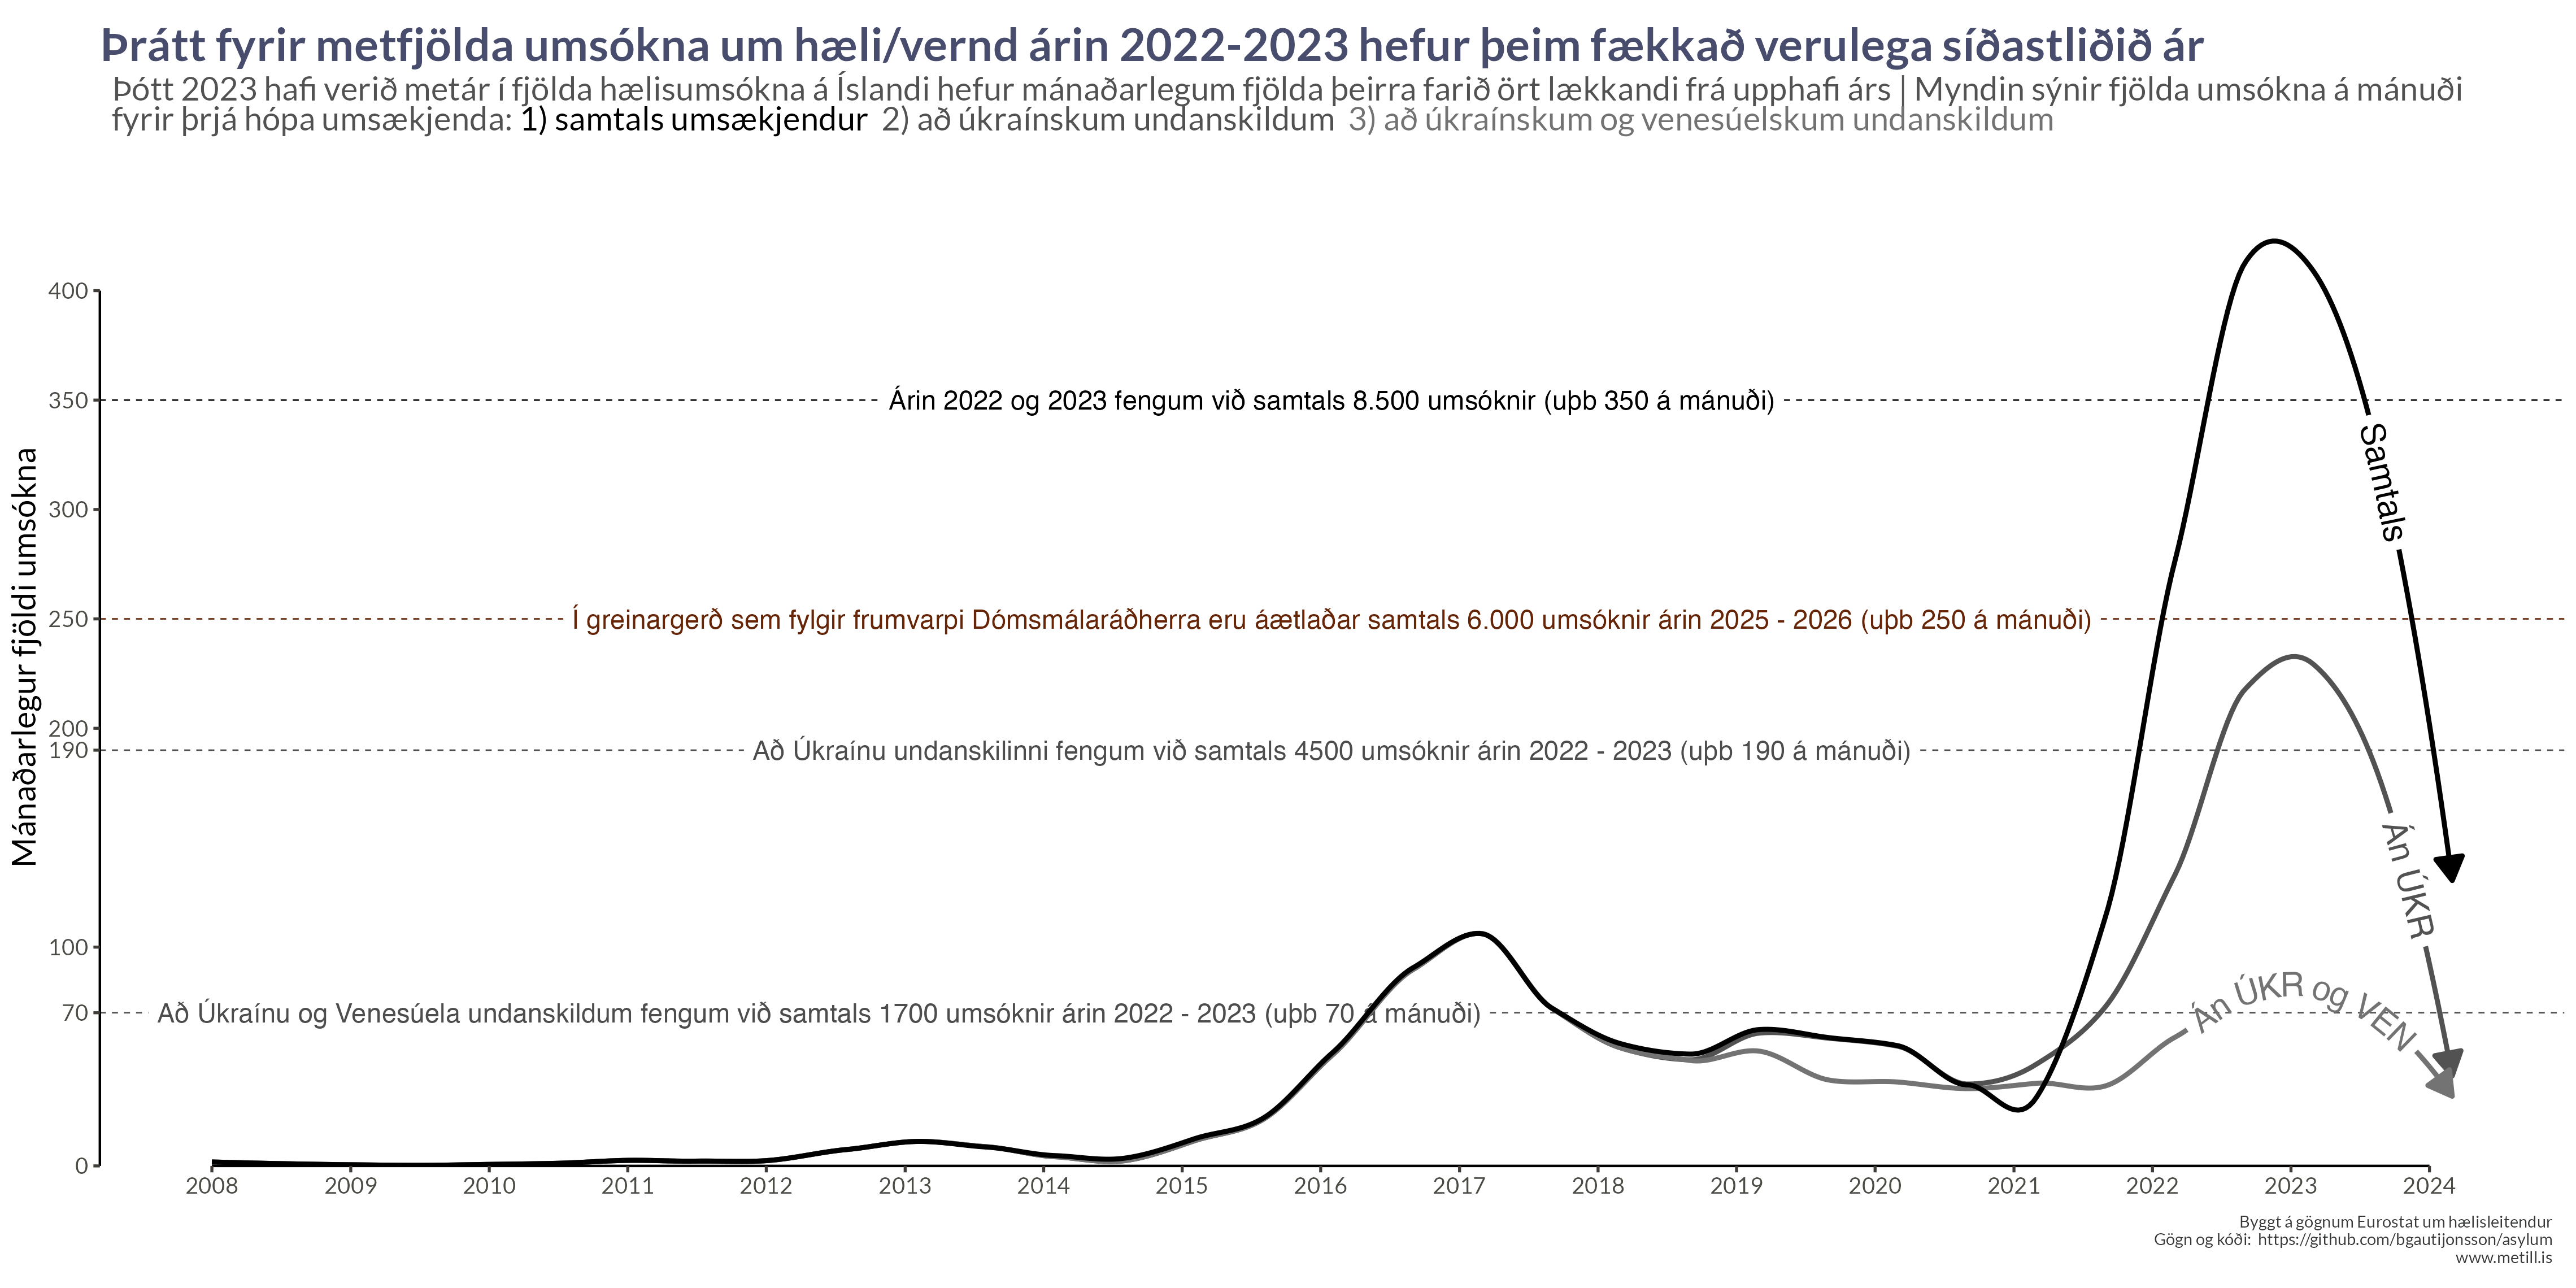 Þrátt fyrir metfjölda umsókna um hæli/vernd árin 2022-2023 hefur þeim fækkað verulega síðastliðið ár
Þótt 2023 hafi verið metár í fjölda hælisumsókna á Íslandi hefur mánaðarlegum fjölda þeirra farið ört lækkandi frá upphafi árs | Myndin sýnir fjölda umsókna á mánuði
fyrir þrjá hópa umsækjenda: 1) samtals umsækjendur 2) að úkraínskum undanskildum 3) að úkraínskum og venesúelskum undanskildum
Mánaðarlegur fjöldi umsókna
400
350
300
250
200
190
100
70
0
Árin 2022 og 2023 fengum við samtals 8.500 umsóknir (uþb 350 á mánuði)
Samtals
Í greinargerð sem fylgir frumvarpi Dómsmálaráðherra eru áætlaðar samtals 6.000 umsóknir árin 2025 - 2026 (uþb 250 á mánuði)
Að Úkraínu undanskilinni fengum við samtals 4500 umsóknir árin 2022 - 2023 (uþb 190 á mánuði)
Án ÚKR
Án ÚKR og VEN
Að Úkraínu og Venesúela undanskildum fengum við samtals 1700 umsóknir árin 2022 - 2023 (uþb 70 á mánuði)
2008 2009 2010 2011 2012 2013 2014 2015 2016 2017 2018 2019 2020 2021 2022 2023 2024
Byggt á gögnum Eurostat um hælisleitendur
Gögn og kóði: https://github.com/bgautijonsson/asylum
www.metill.is